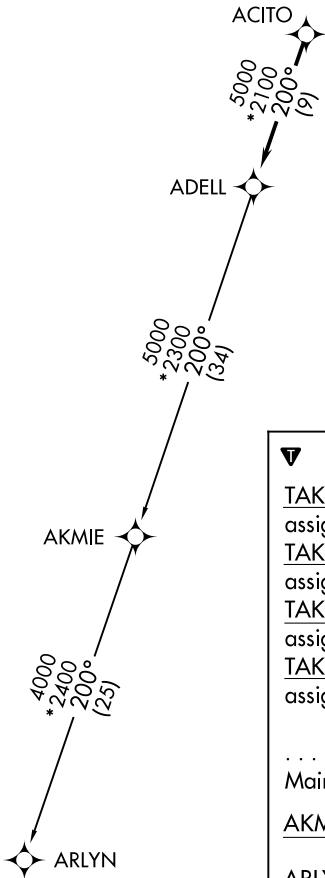 ACITO
5000
*2100
200°
(9)
ADELL
5000
*2300
200°
(34)
AKMIE
4000
*2400
200°
(25)
ARLYN
T
TAK
assig
TAK
assig
TAK
assig
TAK
assig
. . .
Main
AKM